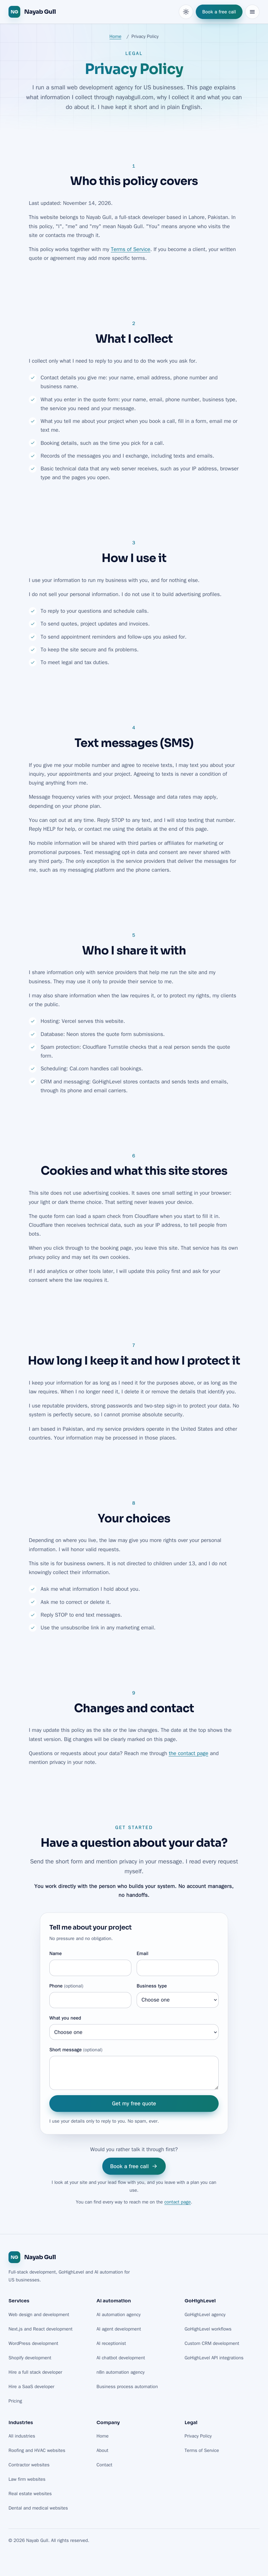 NG Nayab Gull
Book a free call
Home / Privacy Policy
LEGAL
Privacy Policy
I run a small web development agency for US businesses. This page explains
what information I collect through nayabgull.com, why I collect it and what you can
do about it. I have kept it short and in plain English.
1
Who this policy covers
Last updated: November 14, 2026.
This website belongs to Nayab Gull, a full-stack developer based in Lahore, Pakistan. In
this policy, "I", "me" and "my" mean Nayab Gull. "You" means anyone who visits the
site or contacts me through it.
This policy works together with my Terms of Service. If you become a client, your written
quote or agreement may add more specific terms.
2
What I collect
I collect only what I need to reply to you and to do the work you ask for.
Contact details you give me: your name, email address, phone number and
business name.
What you enter in the quote form: your name, email, phone number, business type,
the service you need and your message.
What you tell me about your project when you book a call, fill in a form, email me or
text me.
Booking details, such as the time you pick for a call.
Records of the messages you and I exchange, including texts and emails.
Basic technical data that any web server receives, such as your IP address, browser
type and the pages you open.
3
How I use it
I use your information to run my business with you, and for nothing else.
I do not sell your personal information. I do not use it to build advertising profiles.
To reply to your questions and schedule calls.
To send quotes, project updates and invoices.
To send appointment reminders and follow-ups you asked for.
To keep the site secure and fix problems.
To meet legal and tax duties.
4
Text messages (SMS)
If you give me your mobile number and agree to receive texts, I may text you about your
inquiry, your appointments and your project. Agreeing to texts is never a condition of
buying anything from me.
Message frequency varies with your project. Message and data rates may apply,
depending on your phone plan.
You can opt out at any time. Reply STOP to any text, and I will stop texting that number.
Reply HELP for help, or contact me using the details at the end of this page.
No mobile information will be shared with third parties or affiliates for marketing or
promotional purposes. Text messaging opt-in data and consent are never shared with
any third party. The only exception is the service providers that deliver the messages for
me, such as my messaging platform and the phone carriers.
5
Who I share it with
I share information only with service providers that help me run the site and my
business. They may use it only to provide their service to me.
I may also share information when the law requires it, or to protect my rights, my clients
or the public.
Hosting: Vercel serves this website.
Database: Neon stores the quote form submissions.
Spam protection: Cloudflare Turnstile checks that a real person sends the quote
form.
Scheduling: Cal.com handles call bookings.
CRM and messaging: GoHighLevel stores contacts and sends texts and emails,
through its phone and email carriers.
6
Cookies and what this site stores
This site does not use advertising cookies. It saves one small setting in your browser:
your light or dark theme choice. That setting never leaves your device.
The quote form can load a spam check from Cloudflare when you start to fill it in.
Cloudflare then receives technical data, such as your IP address, to tell people from
bots.
When you click through to the booking page, you leave this site. That service has its own
privacy policy and may set its own cookies.
If I add analytics or other tools later, I will update this policy first and ask for your
consent where the law requires it.
7
How long I keep it and how I protect it
I keep your information for as long as I need it for the purposes above, or as long as the
law requires. When I no longer need it, I delete it or remove the details that identify you.
I use reputable providers, strong passwords and two-step sign-in to protect your data. No
system is perfectly secure, so I cannot promise absolute security.
I am based in Pakistan, and my service providers operate in the United States and other
countries. Your information may be processed in those places.
8
Your choices
Depending on where you live, the law may give you more rights over your personal
information. I will honor valid requests.
This site is for business owners. It is not directed to children under 13, and I do not
knowingly collect their information.
Ask me what information I hold about you.
Ask me to correct or delete it.
Reply STOP to end text messages.
Use the unsubscribe link in any marketing email.
9
Changes and contact
I may update this policy as the site or the law changes. The date at the top shows the
latest version. Big changes will be clearly marked on this page.
Questions or requests about your data? Reach me through the contact page and
mention privacy in your note.
GET STARTED
Have a question about your data?
Send the short form and mention privacy in your message. I read every request
myself.
You work directly with the person who builds your system. No account managers,
no handoffs.
Tell me about your project
No pressure and no obligation.
Name
Email
Phone (optional)
Business type
Choose one
What you need
Choose one
Short message (optional)
Get my free quote
I use your details only to reply to you. No spam, ever.
Would you rather talk it through first?
Book a free call →
I look at your site and your lead flow with you, and you leave with a plan you can
use.
You can find every way to reach me on the contact page.
NG Nayab Gull
Full-stack development, GoHighLevel and AI automation for
US businesses.
Services
Web design and development
Next.js and React development
WordPress development
Shopify development
Hire a full stack developer
Hire a SaaS developer
Pricing
AI automation
AI automation agency
AI agent development
AI receptionist
AI chatbot development
n8n automation agency
Business process automation
GoHighLevel
GoHighLevel agency
GoHighLevel workflows
Custom CRM development
GoHighLevel API integrations
Industries
All industries
Roofing and HVAC websites
Contractor websites
Law firm websites
Real estate websites
Dental and medical websites
Company
Home
About
Contact
Legal
Privacy Policy
Terms of Service
© 2026 Nayab Gull. All rights reserved.